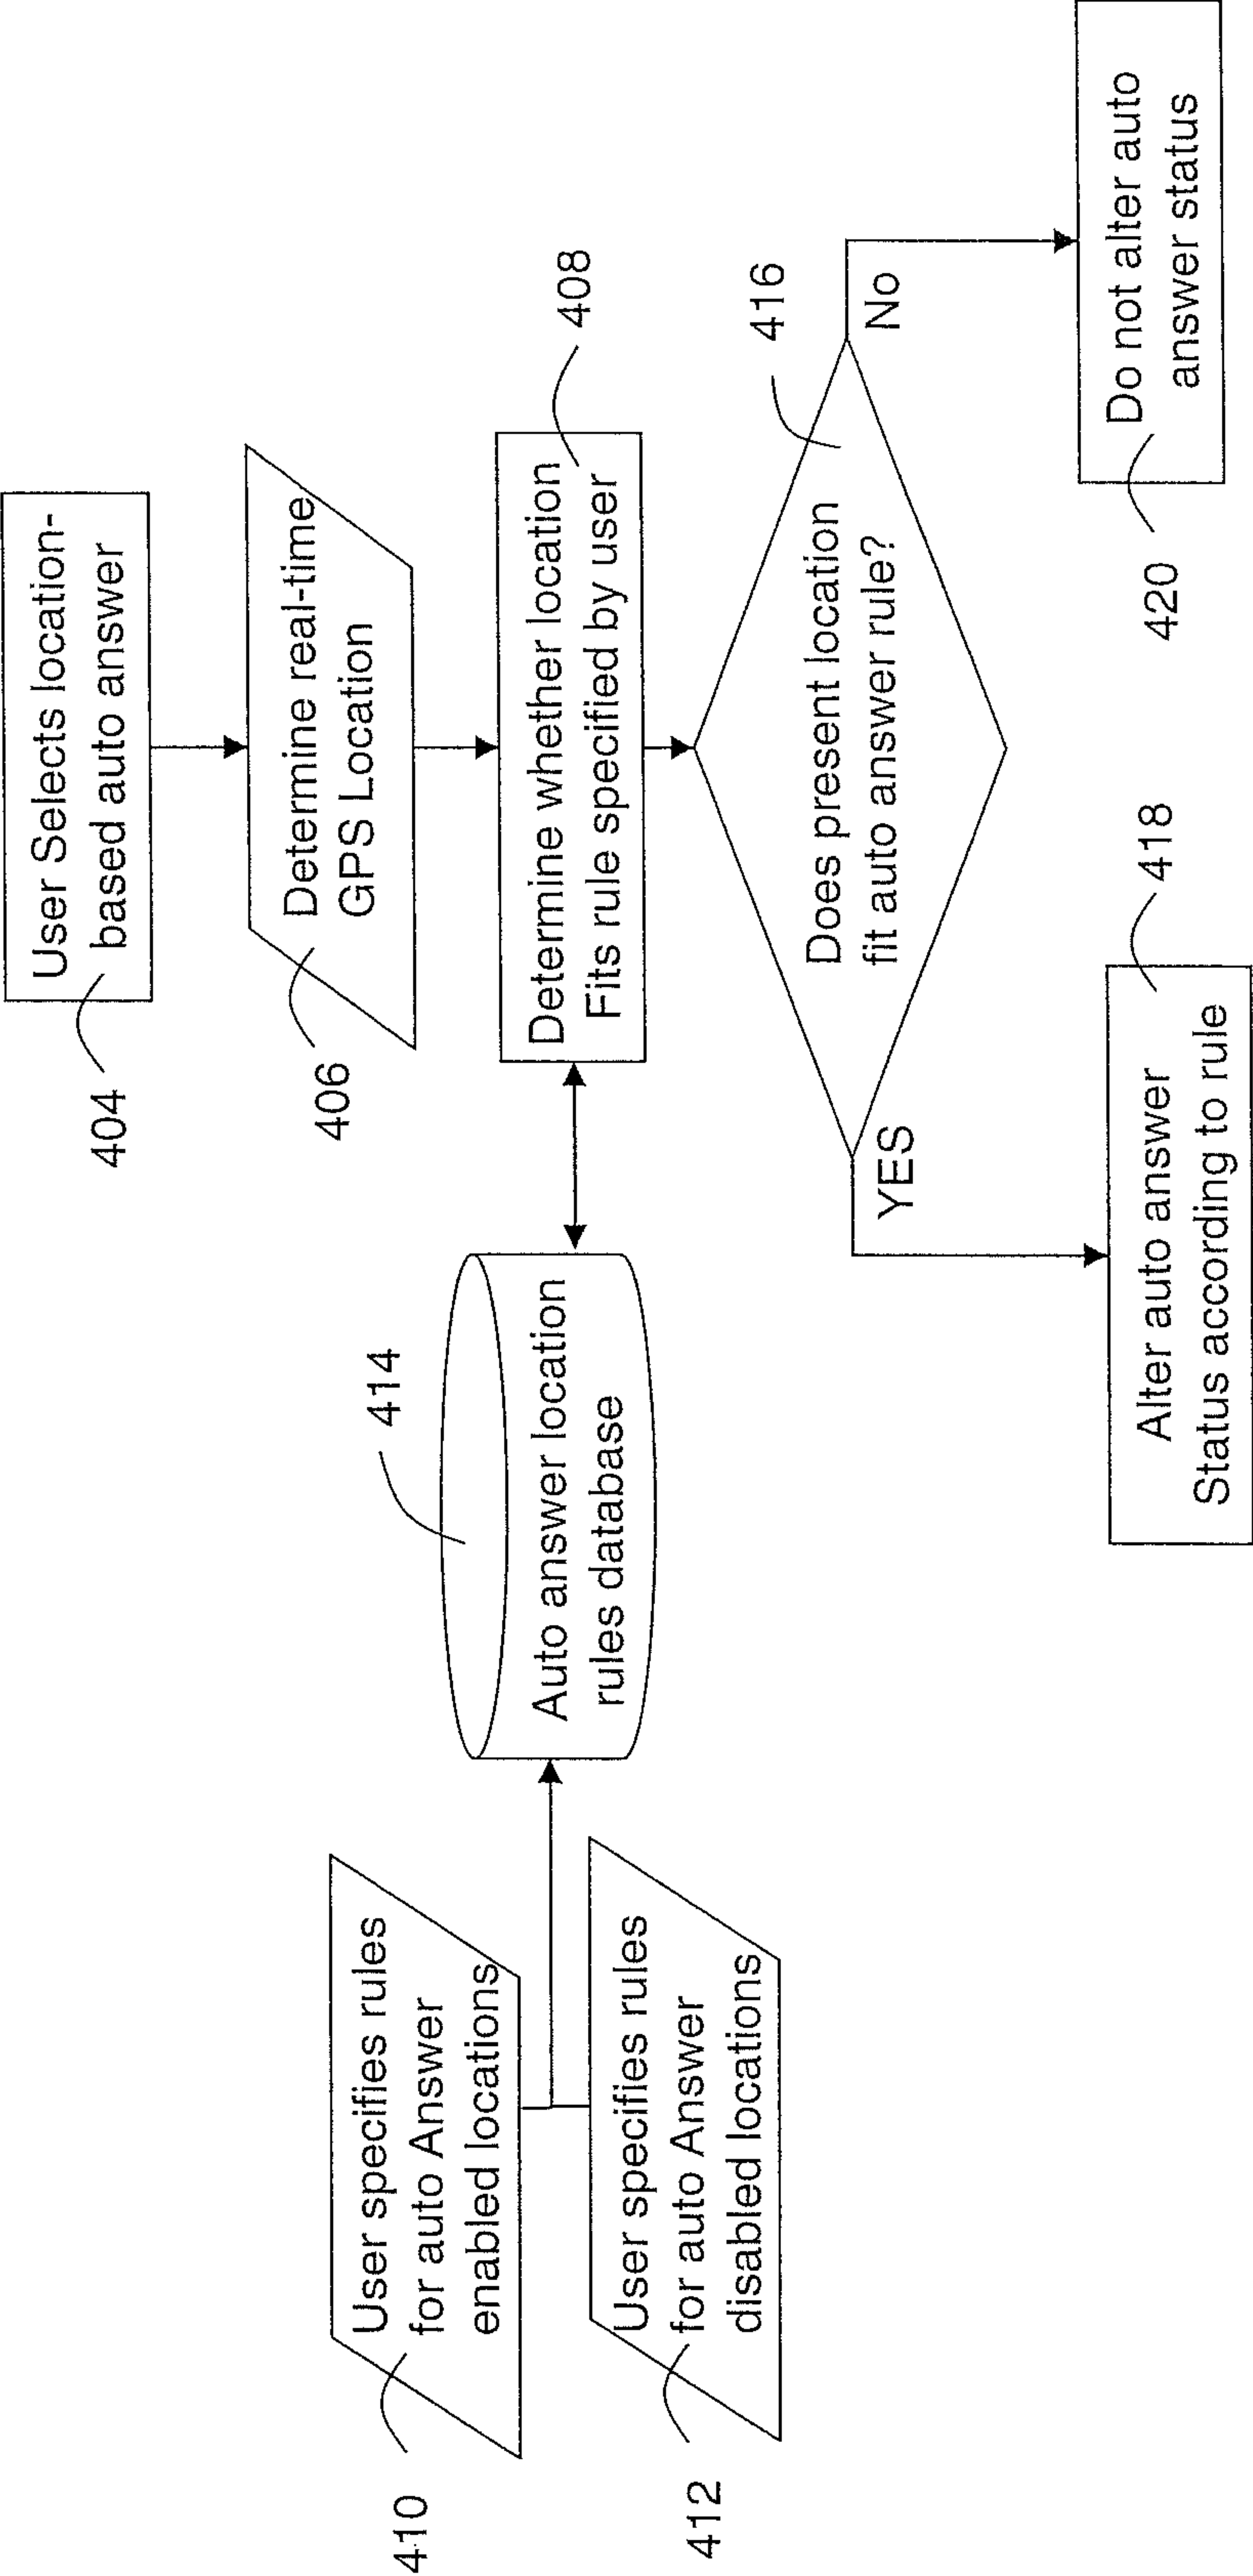 User Selects location-
based auto answer
404
Determine real-time
GPS Location
406
Determine whether location
Fits rule specified by user
408
User specifies rules
for auto Answer
enabled locations
410
User specifies rules
for auto Answer
disabled locations
412
Auto answer location
rules database
414
Does present location
fit auto answer rule?
416
YES
No
Alter auto answer
Status according to rule
418
Do not alter auto
answer status
420